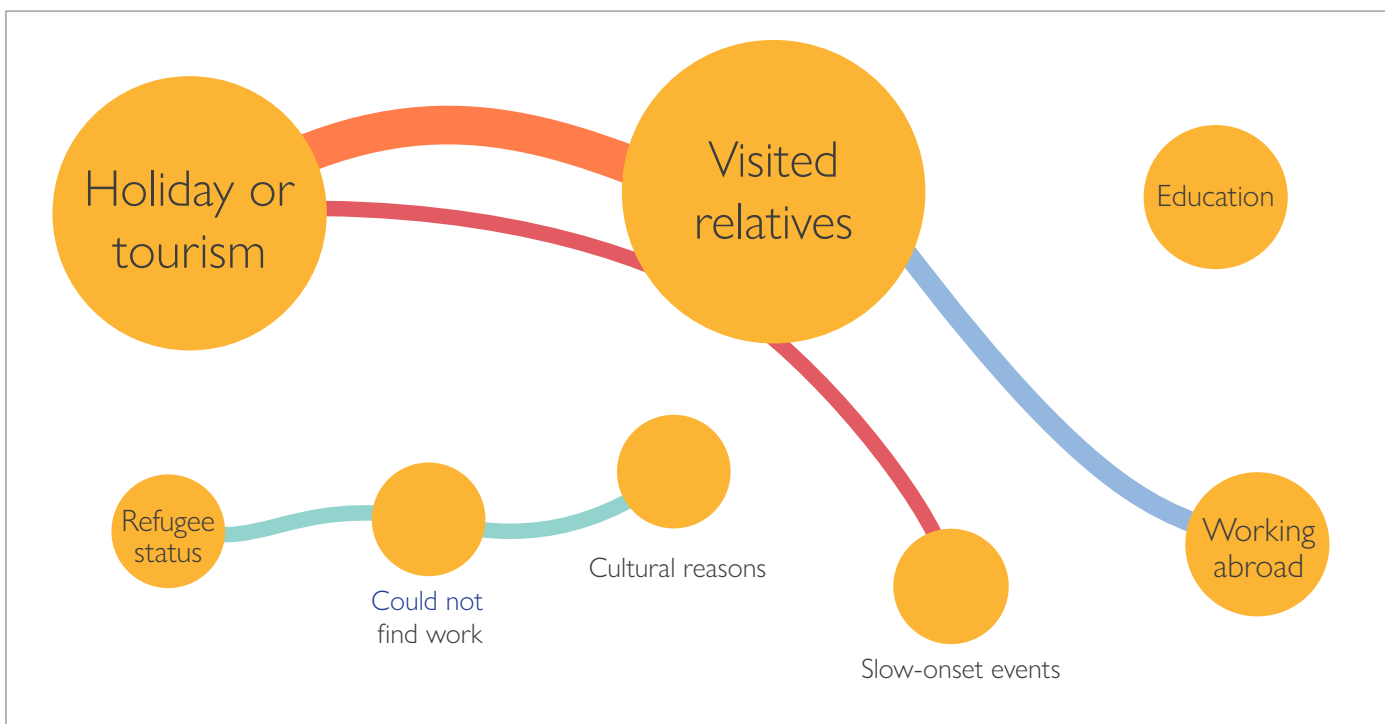 Holiday or
tourism
Visited
relatives
Education
Refugee
status
Could not
find work
Cultural reasons
Slow-onset events
Working
abroad